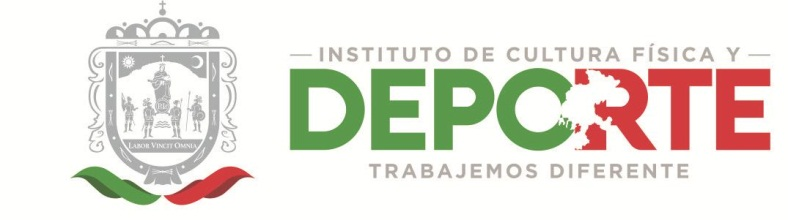 LABOR VINCIT OMNIA
INSTITUTO DE CULTURA FÍSICA Y
DEPORTE
TRABAJEMOS DIFERENTE